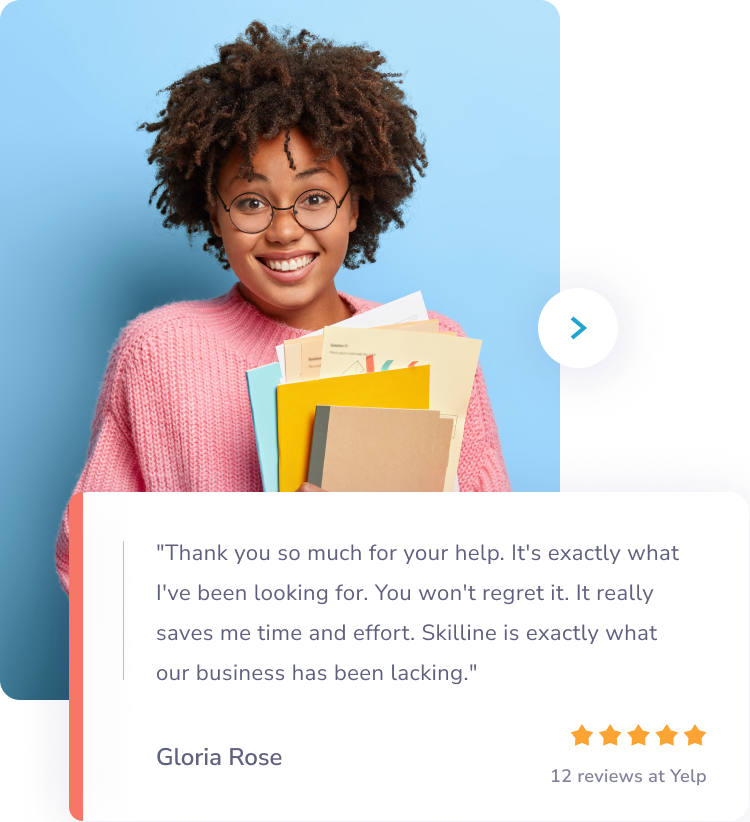 "Thank you so much for your help. It's exactly what
I've been looking for. You won't regret it. It really
saves me time and effort. Skilline is exactly what
our business has been lacking."
Gloria Rose
12 reviews at Yelp